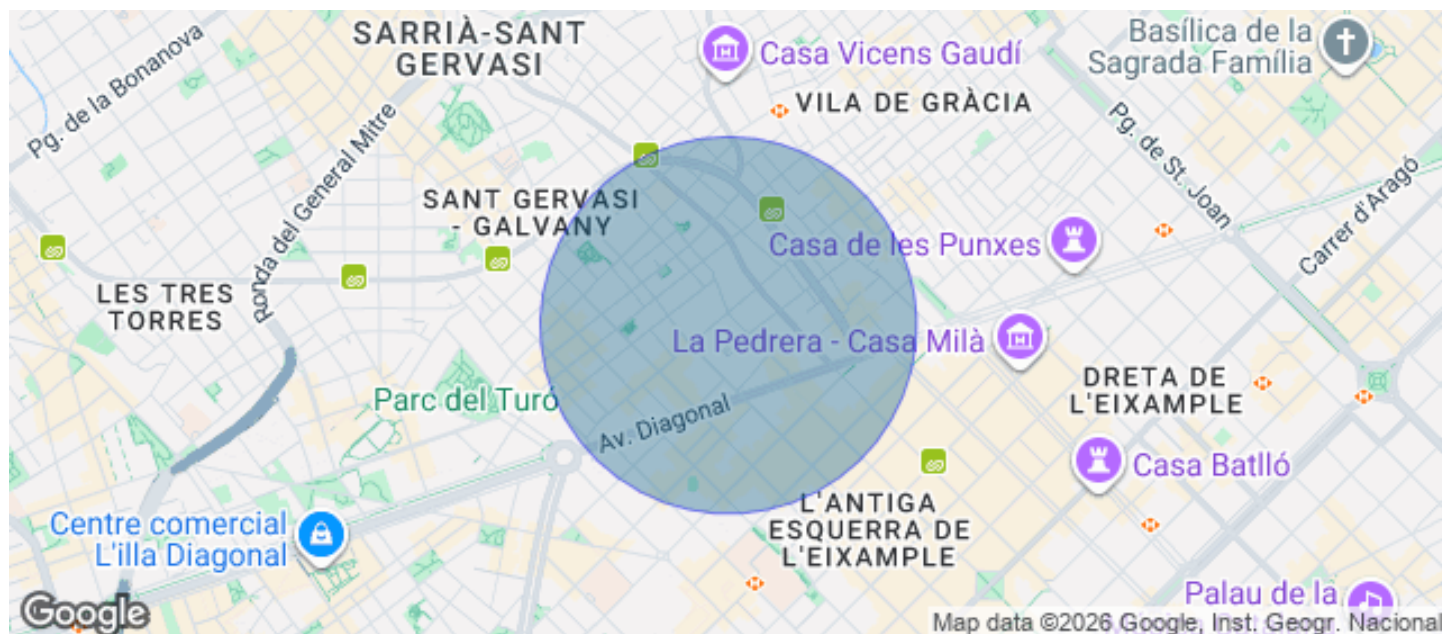 SARRIÀ-SANT
GERVASI
Pg. de la Bonanova
Casa Vicens Gaudí
Basílica de la
Sagrada Família
VILA DE GRÀCIA
Ronda del General Mitre
Pg. de St. Joan
SANT GERVASI
- GALVANY
Carrer d'Aragó
Casa de les Punxes
LES TRES
TORRES
La Pedrera - Casa Milà
Parc del Turó
DRETA DE
L'EIXAMPLE
Av. Diagonal
Casa Batlló
L'ANTIGA
ESQUERRA DE
L'EIXAMPLE
Centre comercial
L'illa Diagonal
Palau de la
Google
Map data ©2026 Google, Inst. Geogr. Nacional